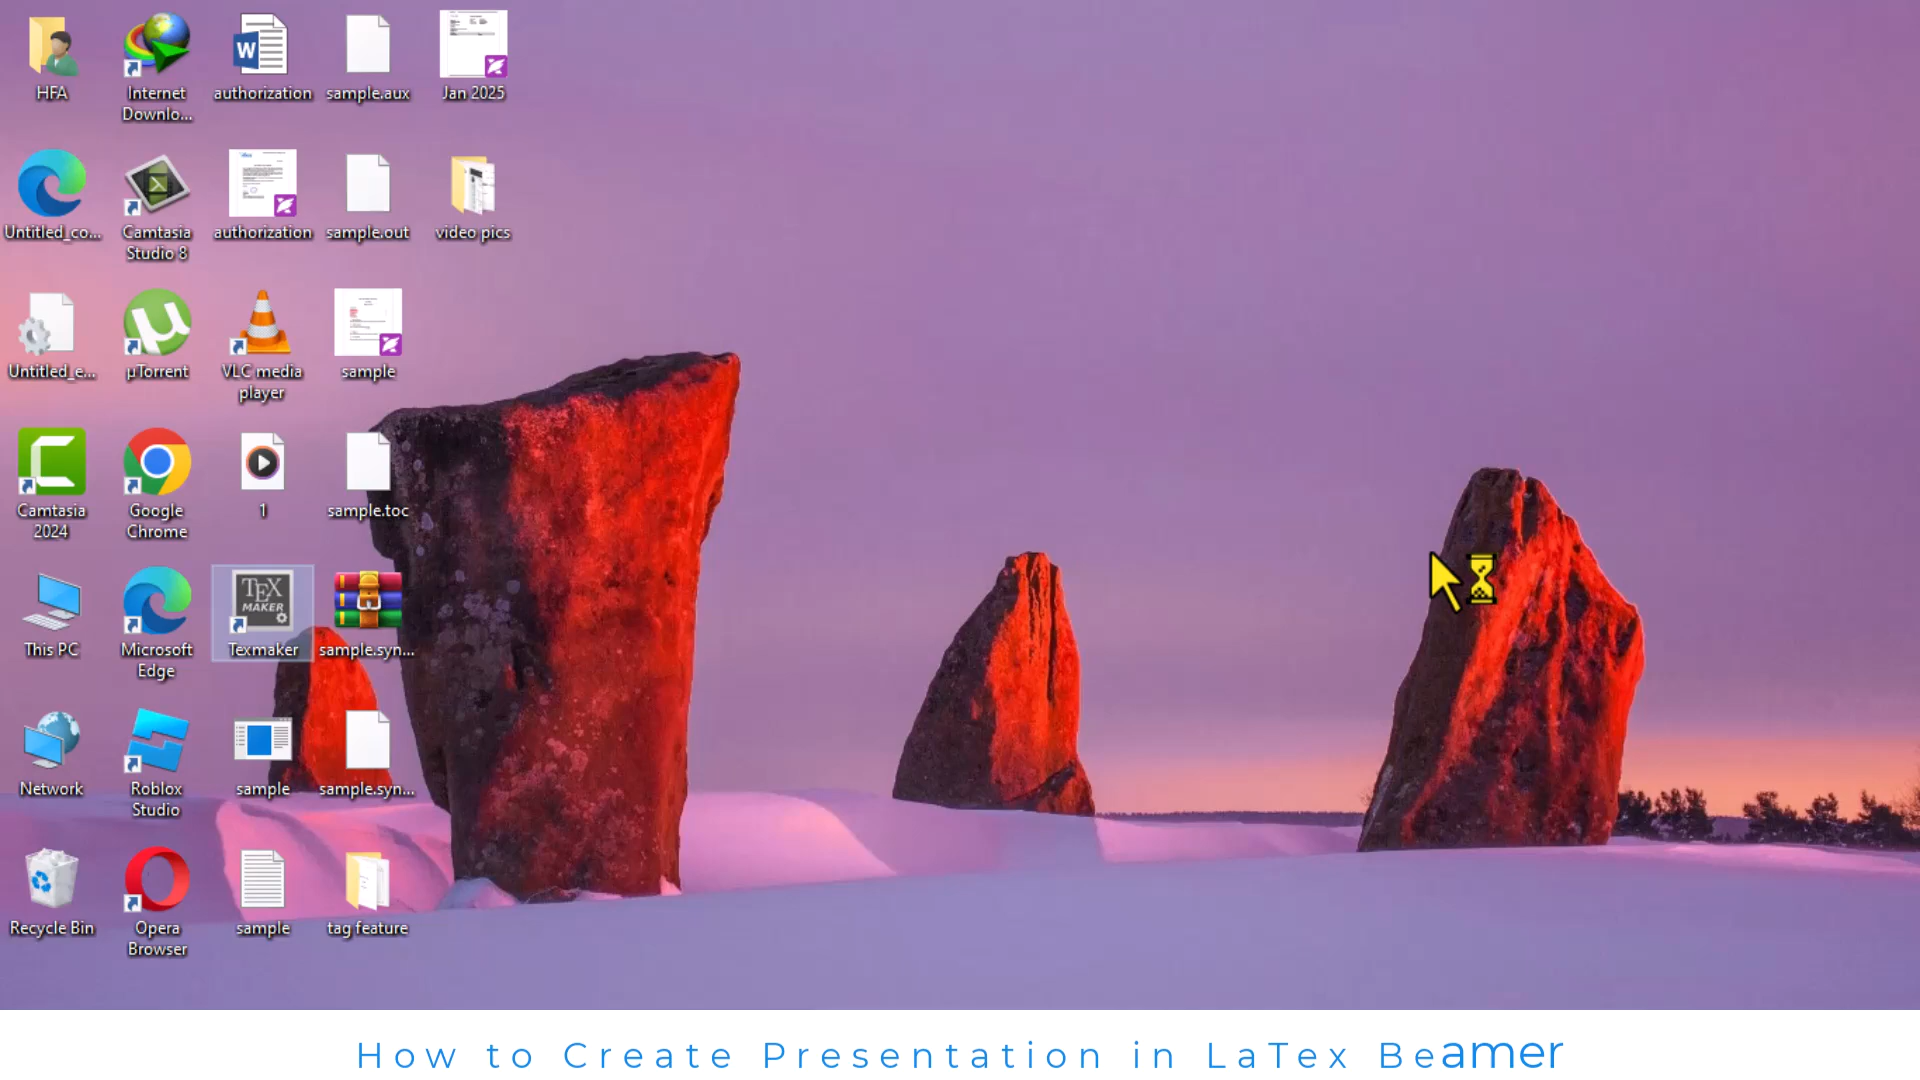 HFA
Internet
Downlo...
authorization
sample.aux
Jan 2025
Untitled_co...
Camtasia
Studio 8
authorization
sample.out
video pics
Untitled_e...
µTorrent
VLC media
player
sample
Camtasia
2024
Google
Chrome
1
sample.toc
This PC
Microsoft
Edge
TEX
MAKER
Texmaker
sample.syn...
Network
Roblox
Studio
sample
sample.syn...
Recycle Bin
Opera
Browser
sample
tag feature
How to Create Presentation in LaTex Beamer